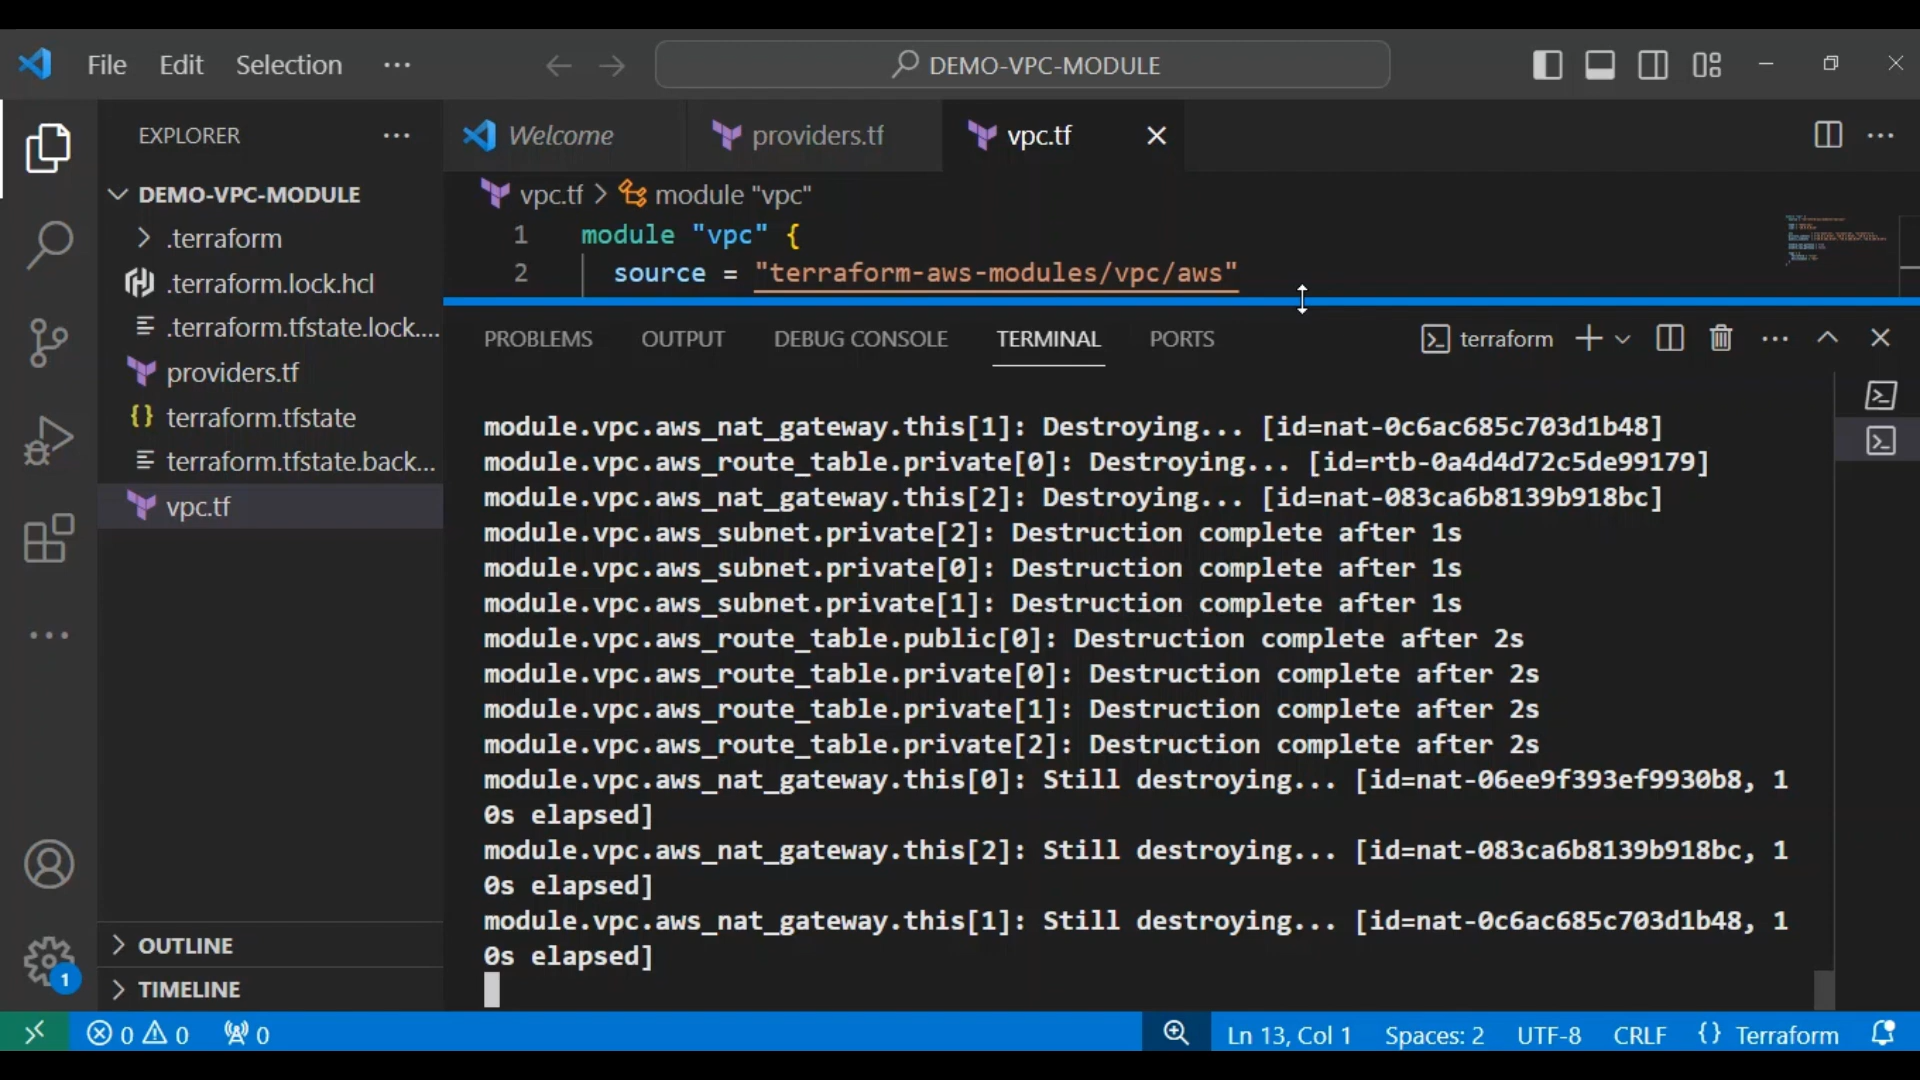 File Edit Selection ···
DEMO-VPC-MODULE
EXPLORER ···
DEMO-VPC-MODULE
.terraform
.terraform.lock.hcl
.terraform.tfstate.lock....
providers.tf
terraform.tfstate
terraform.tfstate.back...
vpc.tf
OUTLINE
TIMELINE
1
Welcome providers.tf vpc.tf
vpc.tf > module "vpc"
1 module "vpc" {
2 source = "terraform-aws-modules/vpc/aws"
PROBLEMS OUTPUT DEBUG CONSOLE TERMINAL PORTS terraform
module.vpc.aws_nat_gateway.this[1]: Destroying... [id=nat-0c6ac685c703d1b48]
module.vpc.aws_route_table.private[0]: Destroying... [id=rtb-0a4d4d72c5de99179]
module.vpc.aws_nat_gateway.this[2]: Destroying... [id=nat-083ca6b8139b918bc]
module.vpc.aws_subnet.private[2]: Destruction complete after 1s
module.vpc.aws_subnet.private[0]: Destruction complete after 1s
module.vpc.aws_subnet.private[1]: Destruction complete after 1s
module.vpc.aws_route_table.public[0]: Destruction complete after 2s
module.vpc.aws_route_table.private[0]: Destruction complete after 2s
module.vpc.aws_route_table.private[1]: Destruction complete after 2s
module.vpc.aws_route_table.private[2]: Destruction complete after 2s
module.vpc.aws_nat_gateway.this[0]: Still destroying... [id=nat-06ee9f393ef9930b8, 1
0s elapsed]
module.vpc.aws_nat_gateway.this[2]: Still destroying... [id=nat-083ca6b8139b918bc, 1
0s elapsed]
module.vpc.aws_nat_gateway.this[1]: Still destroying... [id=nat-0c6ac685c703d1b48, 1
0s elapsed]
0 0 0 Ln 13, Col 1 Spaces: 2 UTF-8 CRLF {} Terraform